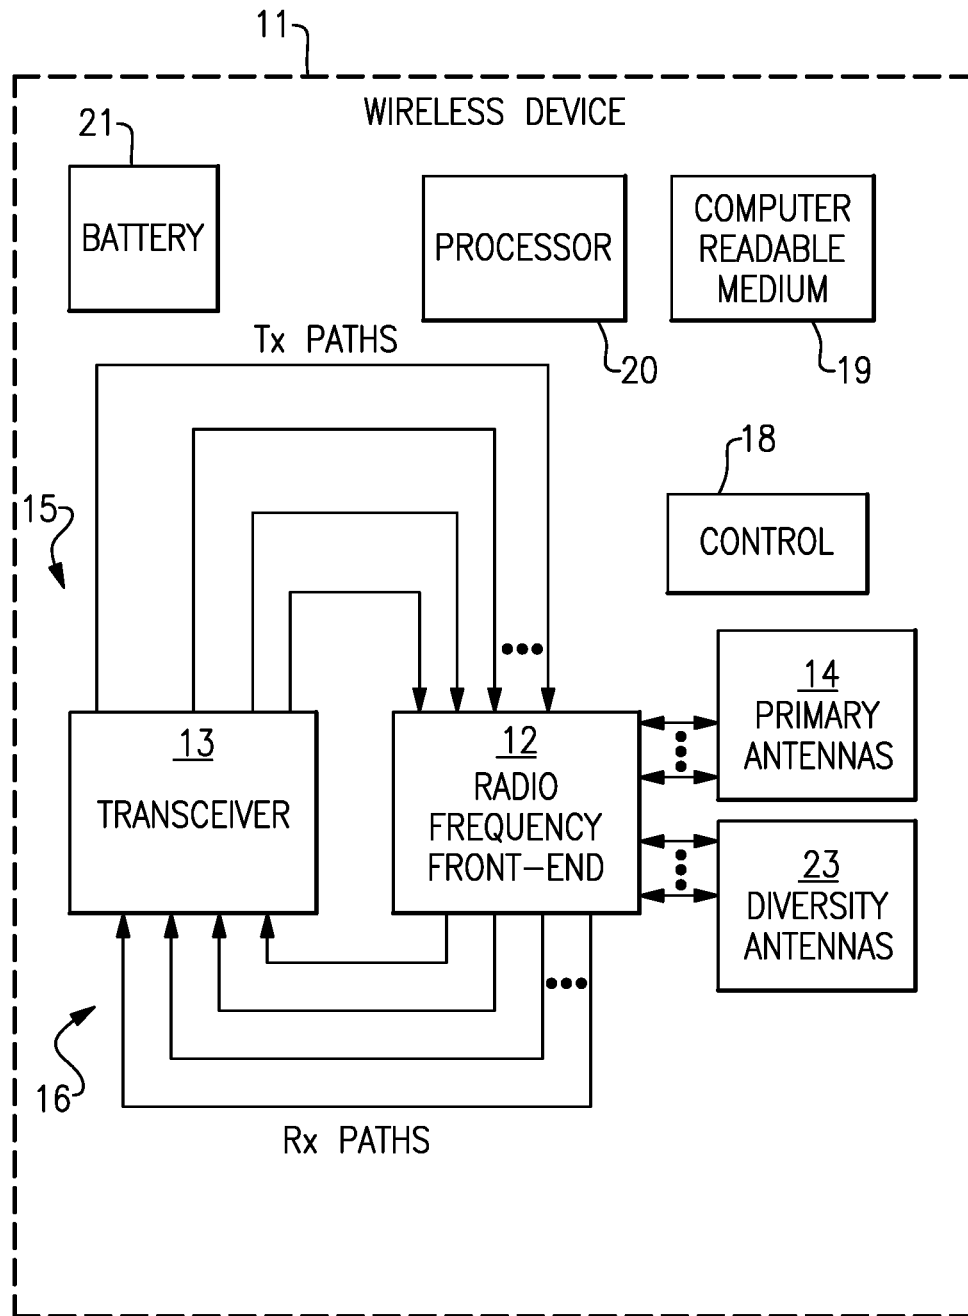 11
WIRELESS DEVICE
21
BATTERY
PROCESSOR
20
COMPUTER
READABLE
MEDIUM
19
Tx PATHS
18
CONTROL
15
13
TRANSCEIVER
12
RADIO
FREQUENCY
FRONT-END
14
PRIMARY
ANTENNAS
23
DIVERSITY
ANTENNAS
16
Rx PATHS